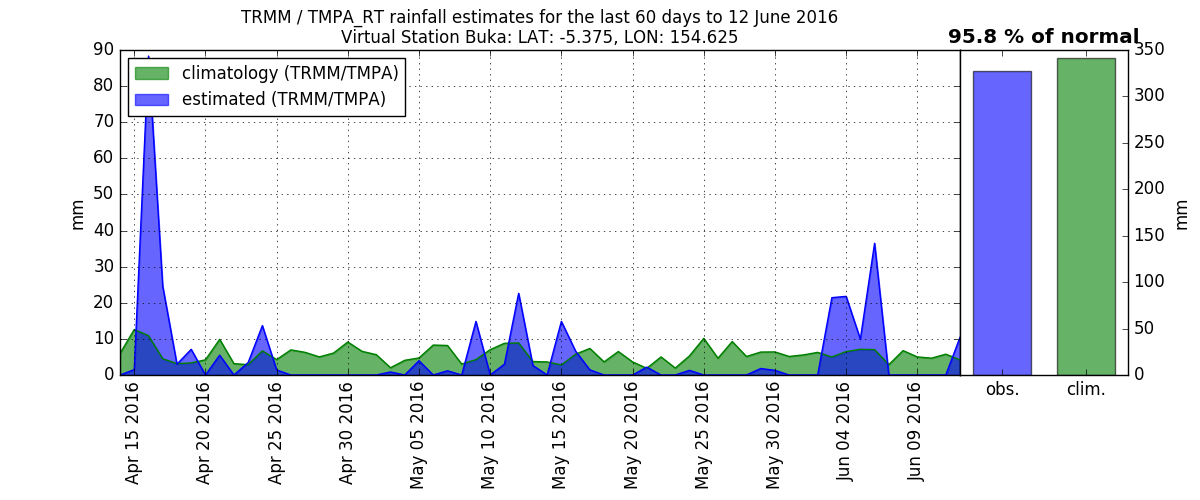 TRMM / TMPA_RT rainfall estimates for the last 60 days to 12 June 2016
Virtual Station Buka: LAT: -5.375, LON: 154.625
95.8 % of normal
climatology (TRMM/TMPA)
estimated (TRMM/TMPA)
mm
90
80
70
60
50
40
30
20
10
0
Apr 15 2016
Apr 20 2016
Apr 25 2016
Apr 30 2016
May 05 2016
May 10 2016
May 15 2016
May 20 2016
May 25 2016
May 30 2016
Jun 04 2016
Jun 09 2016
obs.
clim.
350
300
250
200
150
100
50
0
mm